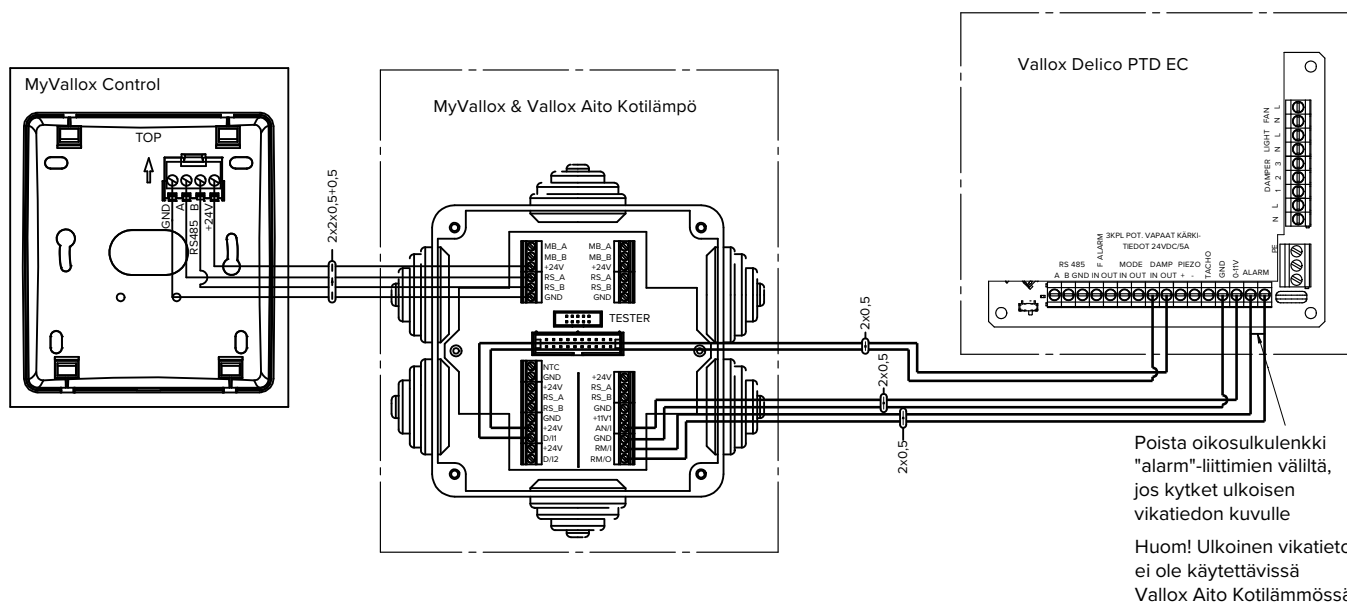 MyVallox Control
TOP
GND
A
RS485
B
+24V
2x2x0,5+0,5
MyVallox & Vallox Aito Kotilämpö
MB_A
MB_B
+24V
RS_A
RS_B
GND
MB_A
MB_B
+24V
RS_A
RS_B
GND
TESTER
NTC
GND
+24V
RS_A
RS_B
GND
+24V
D/I1
+24V
D/I2
+24V
RS_A
RS_B
GND
+11V1
AN/I
GND
RM/I
RM/O
2x0,5
2x0,5
2x0,5
Vallox Delico PTD EC
N L N L N 3 2 1 L N
DAMPER LIGHT FAN
PE
3KPL POT. VAPAAT KÄRKI-
TIEDOT 24VDC/5A
RS 485
F ALARM
MODE DAMP PIEZO
A B GND IN OUT IN OUT IN OUT + -
TACHO
GND
0-11V
ALARM
Poista oikosulkulenkki
"alarm"-liittimien väliltä,
jos kytket ulkoisen
vikatiedon kuvulle
Huom! Ulkoinen vikatieto
ei ole käytettävissä
Vallox Aito Kotilämmössä